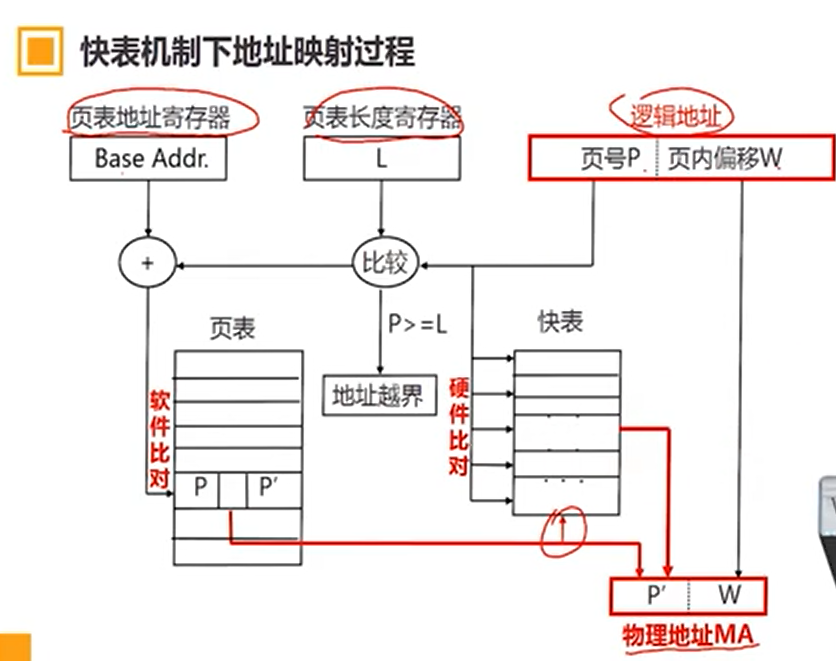 快表机制下地址映射过程
页表地址寄存器
页表长度寄存器
逻辑地址
Base Addr.
L
页号P
页内偏移W
+
比较
页表
P>=L
快表
地址越界
软件比对
硬件比对
P
P'
P'
W
物理地址MA